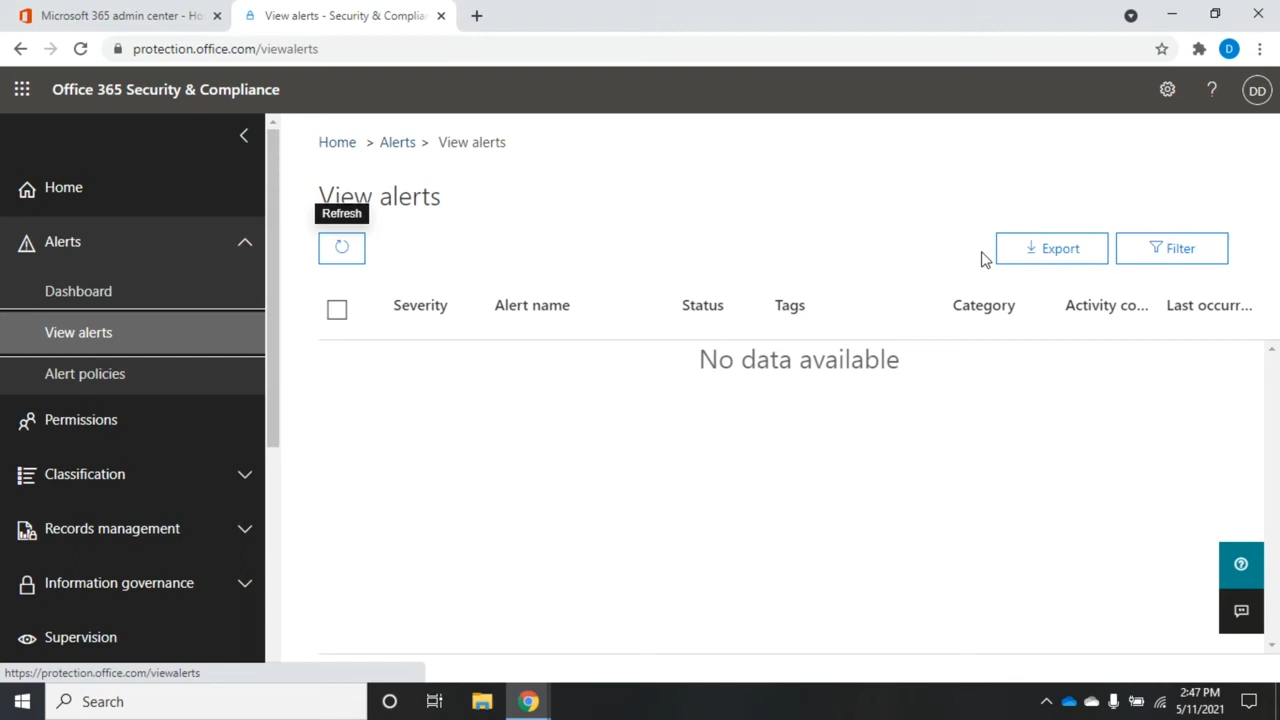 Microsoft 365 admin center - Ho
View alerts - Security & Complia
protection.office.com/viewalerts
D
Office 365 Security & Compliance
?
DD
Home
Alerts
Dashboard
View alerts
Alert policies
Permissions
Classification
Records management
Information governance
Supervision
Home > Alerts > View alerts
View alerts
Refresh
Export
Filter
Severity Alert name Status Tags Category Activity co... Last occurr...
No data available
https://protection.office.com/viewalerts
Search
2:47 PM
5/11/2021